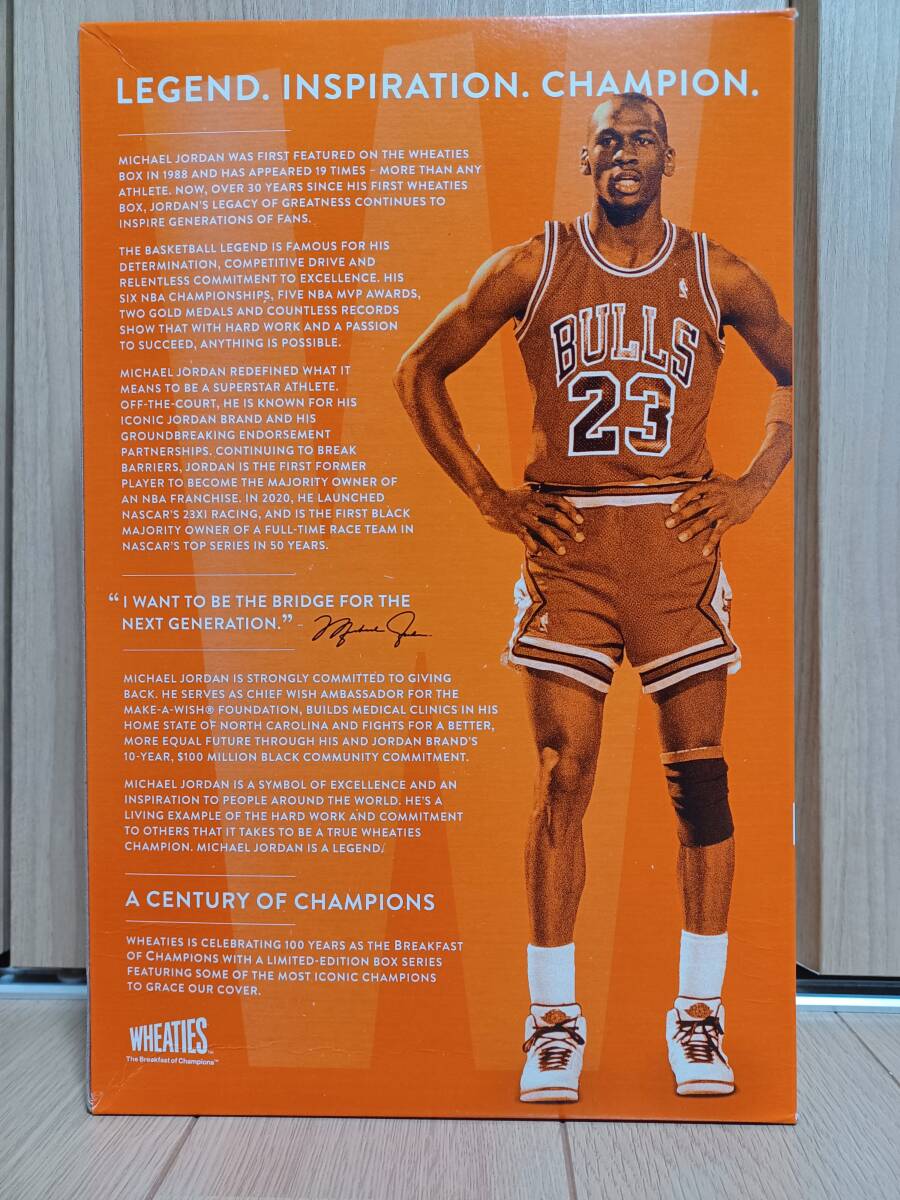 LEGEND. INSPIRATION. CHAMPION.
MICHAEL JORDAN WAS FIRST FEATURED ON THE WHEATIES
BOX IN 1988 AND HAS APPEARED 19 TIMES – MORE THAN ANY
ATHLETE. NOW, OVER 30 YEARS SINCE HIS FIRST WHEATIES
BOX, JORDAN'S LEGACY OF GREATNESS CONTINUES TO
INSPIRE GENERATIONS OF FANS.
THE BASKETBALL LEGEND IS FAMOUS FOR HIS
DETERMINATION, COMPETITIVE DRIVE AND
RELENTLESS COMMITMENT TO EXCELLENCE. HIS
SIX NBA CHAMPIONSHIPS, FIVE NBA MVP AWARDS,
TWO GOLD MEDALS AND COUNTLESS RECORDS
SHOW THAT WITH HARD WORK AND A PASSION
TO SUCCEED, ANYTHING IS POSSIBLE.
MICHAEL JORDAN REDEFINED WHAT IT
MEANS TO BE A SUPERSTAR ATHLETE.
OFF-THE-COURT, HE IS KNOWN FOR HIS
ICONIC JORDAN BRAND AND HIS
GROUNDBREAKING ENDORSEMENT
PARTNERSHIPS. CONTINUING TO BREAK
BARRIERS, JORDAN IS THE FIRST FORMER
PLAYER TO BECOME THE MAJORITY OWNER OF
AN NBA FRANCHISE. IN 2020, HE LAUNCHED
NASCAR'S 23XI RACING, AND IS THE FIRST BLACK
MAJORITY OWNER OF A FULL-TIME RACE TEAM IN
NASCAR'S TOP SERIES IN 50 YEARS.
"I WANT TO BE THE BRIDGE FOR THE
NEXT GENERATION." - Michael Jordan
MICHAEL JORDAN IS STRONGLY COMMITTED TO GIVING
BACK. HE SERVES AS CHIEF WISH AMBASSADOR FOR THE
MAKE-A-WISH® FOUNDATION, BUILDS MEDICAL CLINICS IN HIS
HOME STATE OF NORTH CAROLINA AND FIGHTS FOR A BETTER,
MORE EQUAL FUTURE THROUGH HIS AND JORDAN BRAND'S
10-YEAR, $100 MILLION BLACK COMMUNITY COMMITMENT.
MICHAEL JORDAN IS A SYMBOL OF EXCELLENCE AND AN
INSPIRATION TO PEOPLE AROUND THE WORLD. HE'S A
LIVING EXAMPLE OF THE HARD WORK AND COMMITMENT
TO OTHERS THAT IT TAKES TO BE A TRUE WHEATIES
CHAMPION. MICHAEL JORDAN IS A LEGEND.
A CENTURY OF CHAMPIONS
WHEATIES IS CELEBRATING 100 YEARS AS THE BREAKFAST
OF CHAMPIONS WITH A LIMITED-EDITION BOX SERIES
FEATURING SOME OF THE MOST ICONIC CHAMPIONS
TO GRACE OUR COVER.
WHEATIES™
The Breakfast of Champions™
BULLS
23